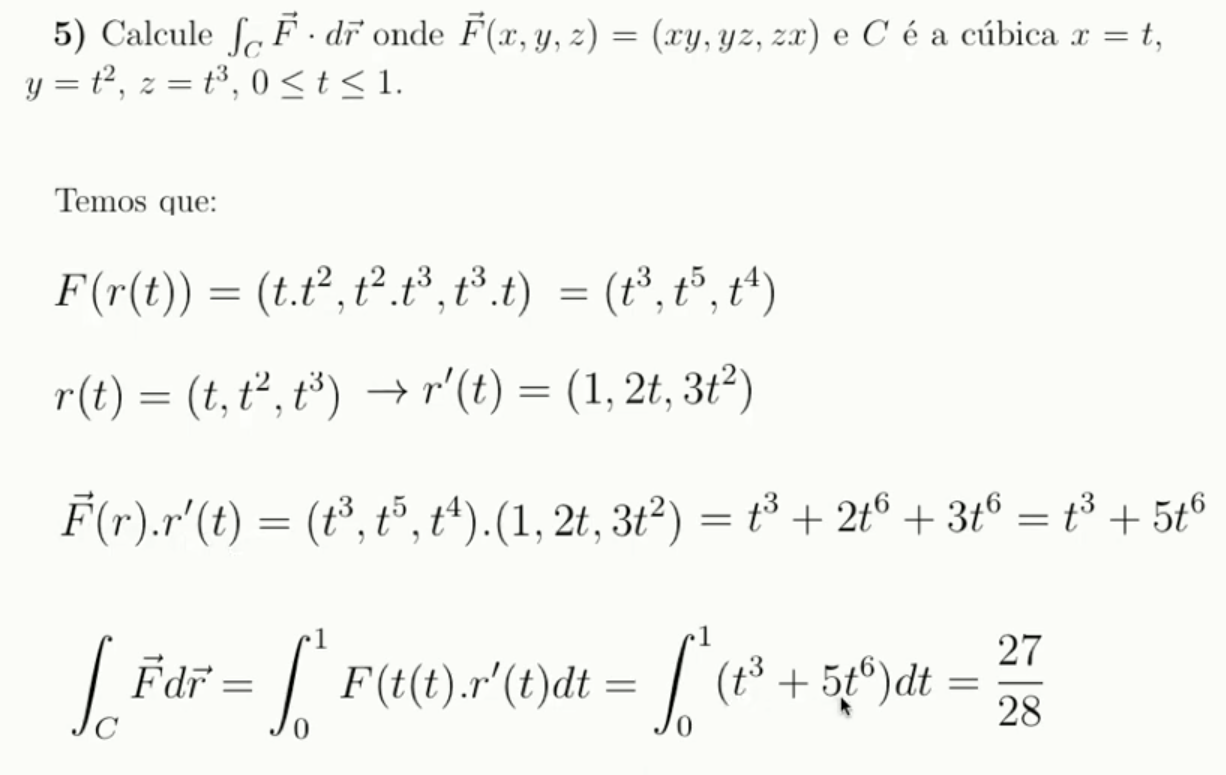 5) Calcule ∫_C F⃗ · dr⃗ onde F⃗(x, y, z) = (xy, yz, zx) e C é a cúbica x = t,
y = t², z = t³, 0 ≤ t ≤ 1.
Temos que:
F(r(t)) = (t.t², t².t³, t³.t) = (t³, t⁵, t⁴)
r(t) = (t, t², t³) → r′(t) = (1, 2t, 3t²)
F⃗(r).r′(t) = (t³, t⁵, t⁴).(1, 2t, 3t²) = t³ + 2t⁶ + 3t⁶ = t³ + 5t⁶
∫_C F⃗dr⃗ = ∫_0^1 F(t(t).r′(t)dt = ∫_0^1 (t³ + 5t⁶)dt = 27/28